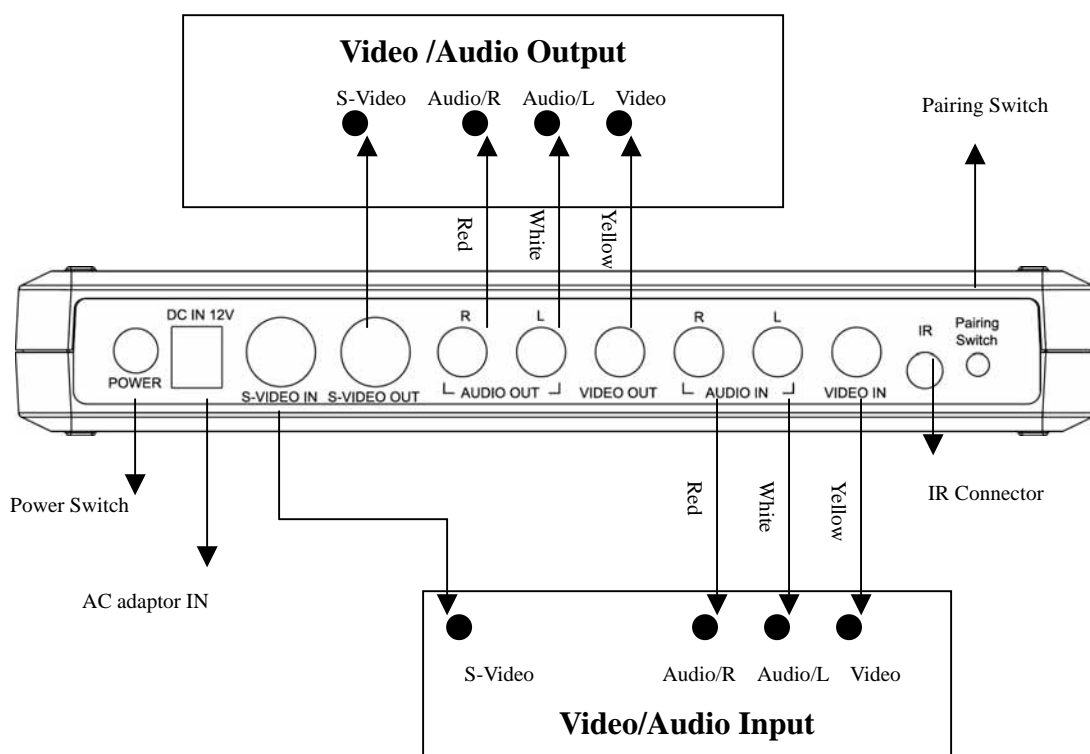 Video /Audio Output
S-Video Audio/R Audio/L Video
Pairing Switch
Red
White
Yellow
DC IN 12V
R
L
R
L
IR
Pairing
Switch
POWER
S-VIDEO IN
S-VIDEO OUT
AUDIO OUT
VIDEO OUT
AUDIO IN
VIDEO IN
Power Switch
Red
White
Yellow
IR Connector
AC adaptor IN
S-Video Audio/R Audio/L Video
Video/Audio Input